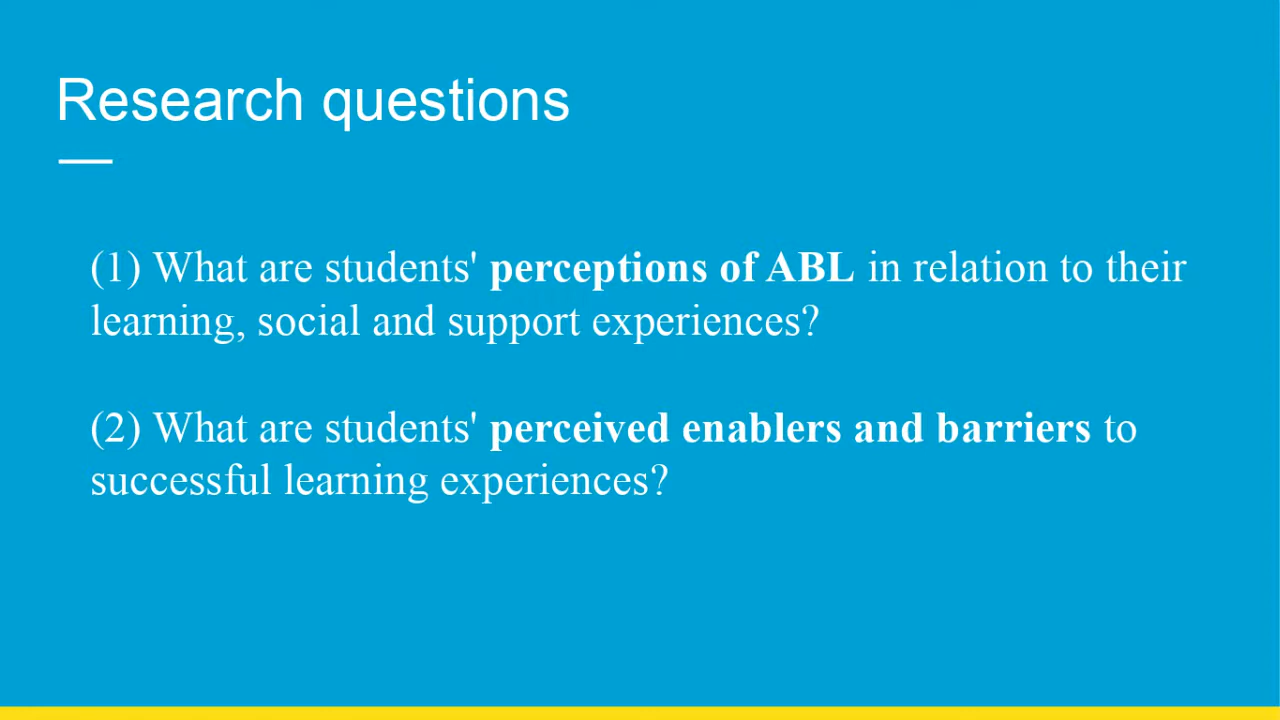 Research questions
(1) What are students' perceptions of ABL in relation to their
learning, social and support experiences?
(2) What are students' perceived enablers and barriers to
successful learning experiences?